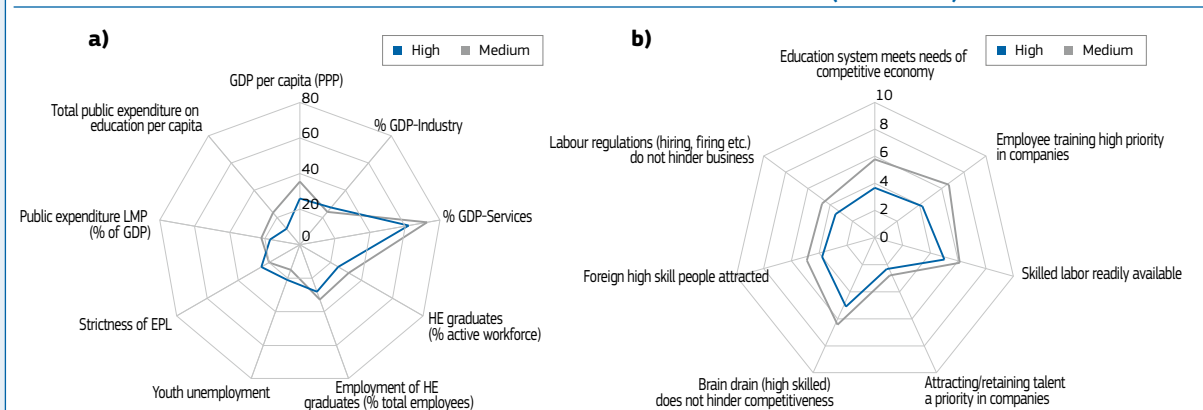 a)
High Medium
GDP per capita (PPP)
80
60
40
20
0
% GDP-Industry
% GDP-Services
HE graduates
(% active workforce)
Employment of HE
graduates (% total employees)
Youth unemployment
Strictness of EPL
Public expenditure LMP
(% of GDP)
Total public expenditure on
education per capita
b)
High Medium
Education system meets needs of
competitive economy
10
8
6
4
2
0
Employee training high priority
in companies
Skilled labor readily available
Attracting/retaining talent
a priority in companies
Brain drain (high skilled)
does not hinder competitiveness
Foreign high skill people attracted
Labour regulations (hiring, firing etc.)
do not hinder business